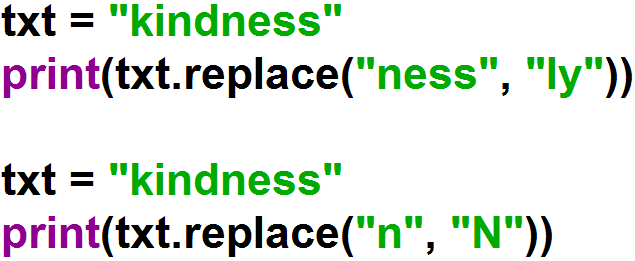 txt = "kindness"
print(txt.replace("ness", "ly"))
txt = "kindness"
print(txt.replace("n", "N"))